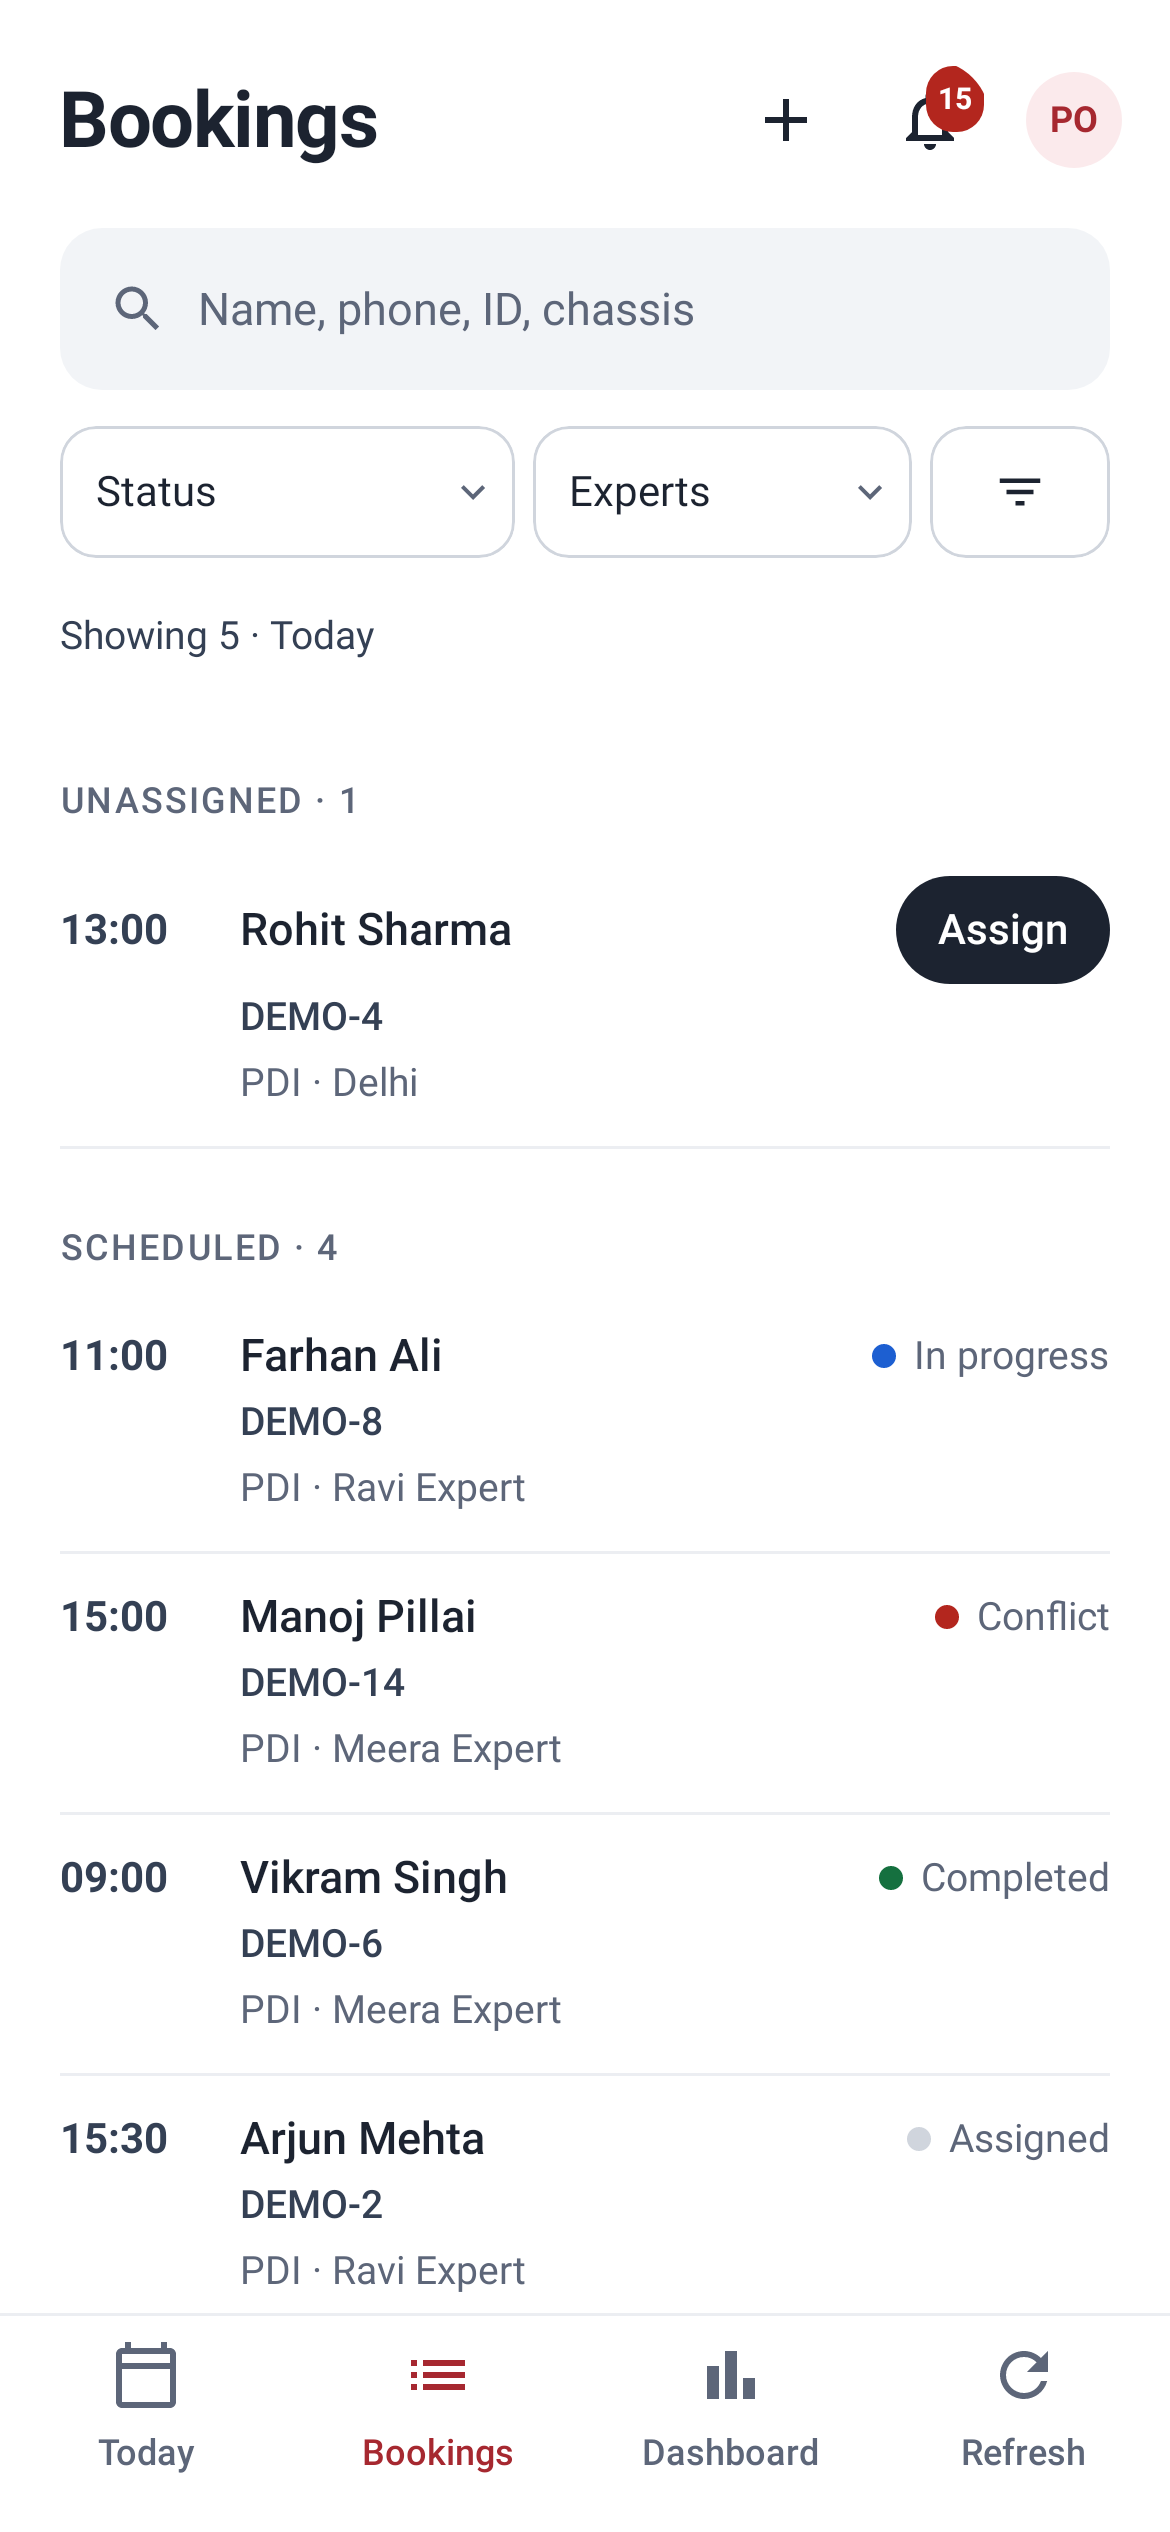 Bookings
15
PO
Name, phone, ID, chassis
Status
Experts
Showing 5 · Today
UNASSIGNED · 1
13:00 Rohit Sharma Assign
DEMO-4
PDI · Delhi
SCHEDULED · 4
11:00 Farhan Ali In progress
DEMO-8
PDI · Ravi Expert
15:00 Manoj Pillai Conflict
DEMO-14
PDI · Meera Expert
09:00 Vikram Singh Completed
DEMO-6
PDI · Meera Expert
15:30 Arjun Mehta Assigned
DEMO-2
PDI · Ravi Expert
Today Bookings Dashboard Refresh